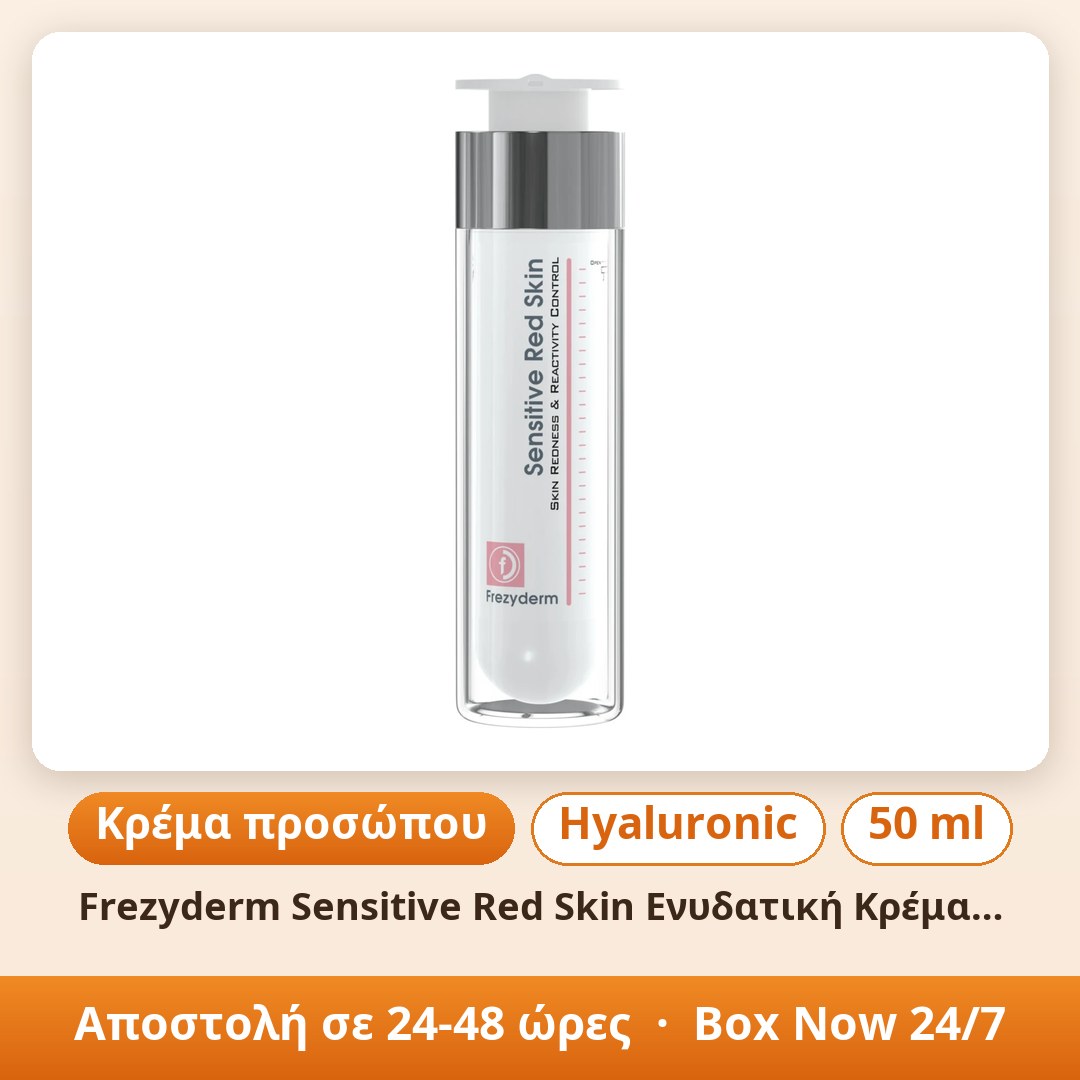 Sensitive Red Skin
Skin Redness & Reactivity Control
Frezyderm
Κρέμα προσώπου
Hyaluronic
50 ml
Frezyderm Sensitive Red Skin Ενυδατική Κρέμα...
Αποστολή σε 24-48 ώρες · Box Now 24/7